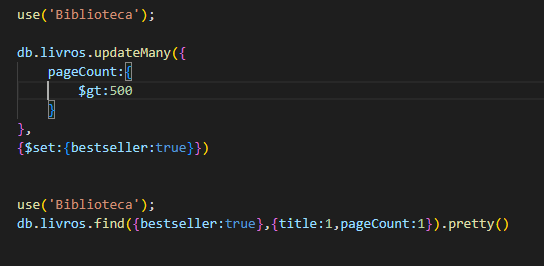 use('Biblioteca');
db.livros.updateMany({
pageCount:{
$gt:500
}
},
{$set:{bestseller:true}})
use('Biblioteca');
db.livros.find({bestseller:true},{title:1,pageCount:1}).pretty()